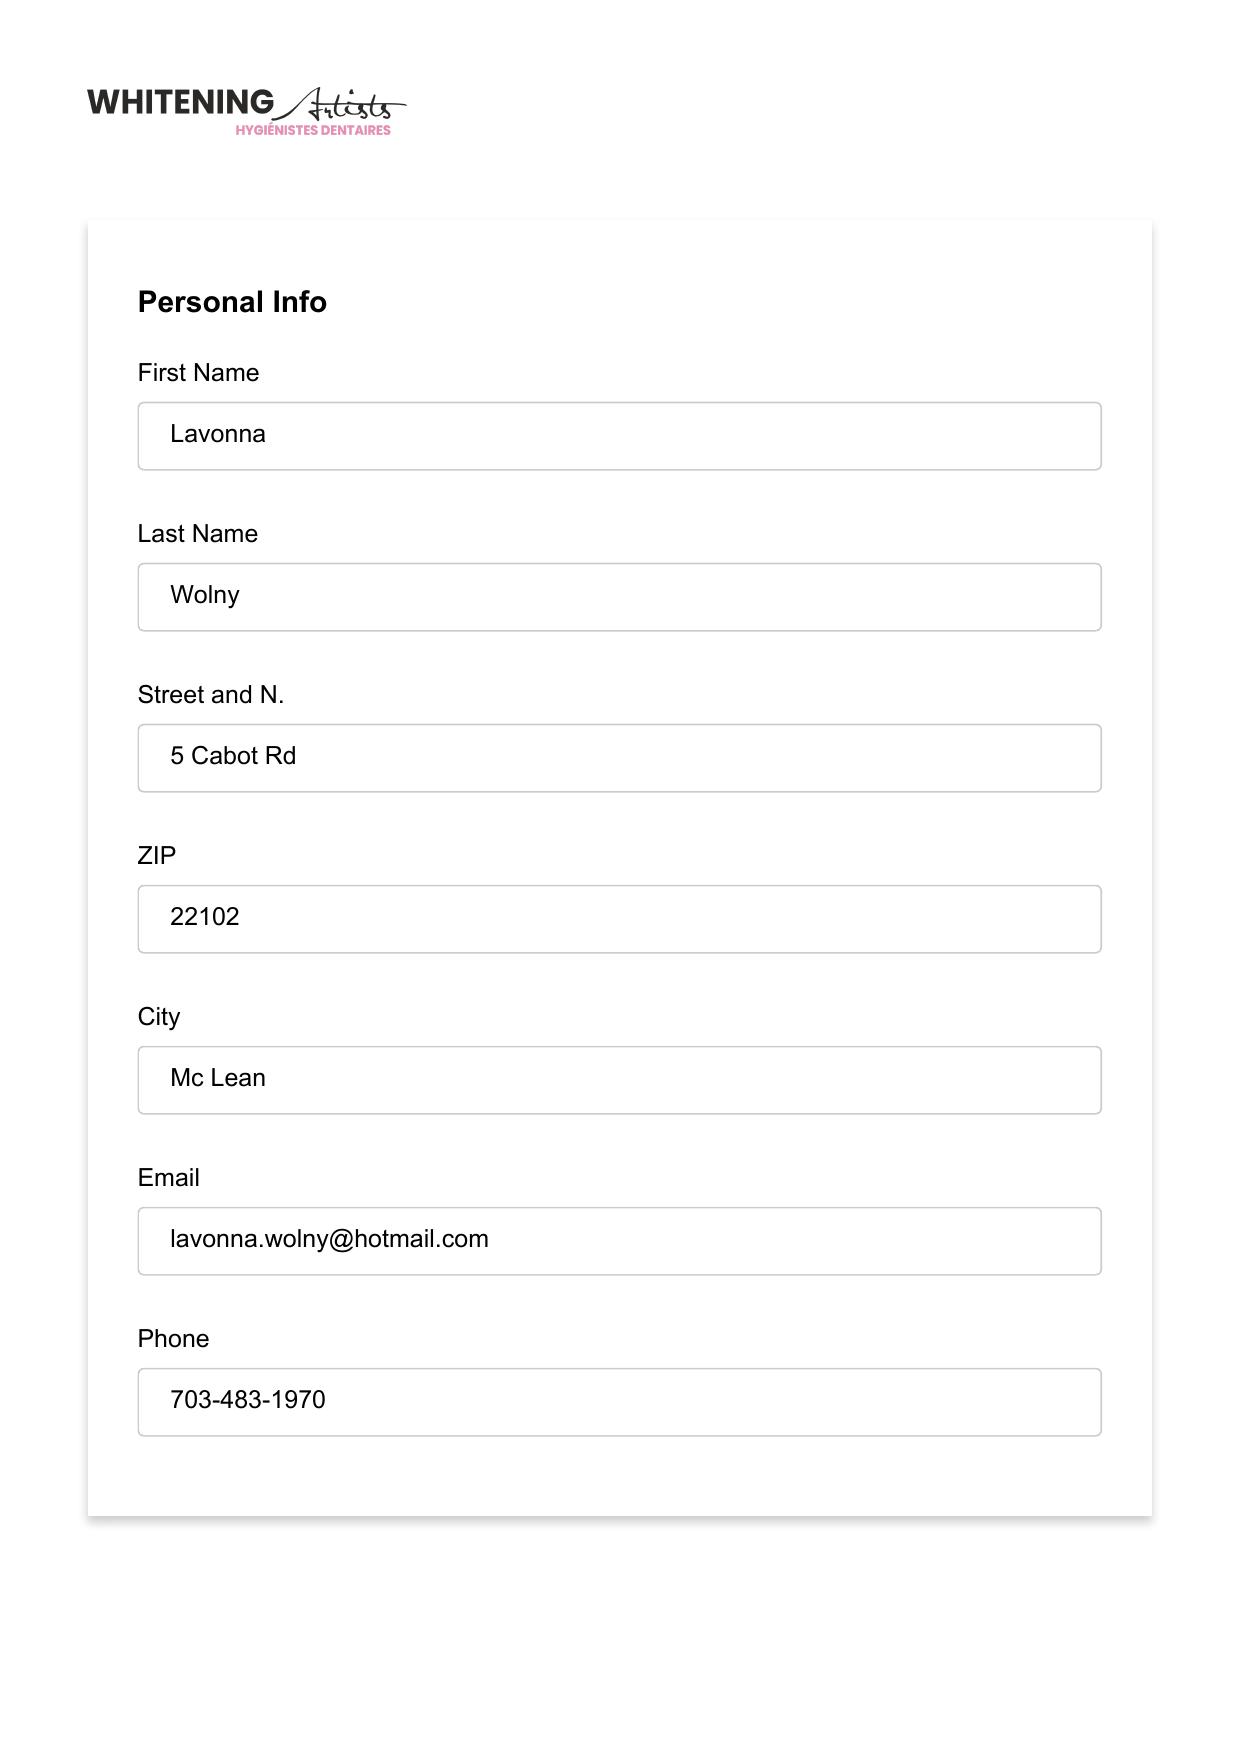 WHITENING Artists
HYGIÉNISTES DENTAIRES
Personal Info
First Name
Lavonna
Last Name
Wolny
Street and N.
5 Cabot Rd
ZIP
22102
City
Mc Lean
Email
lavonna.wolny@hotmail.com
Phone
703-483-1970